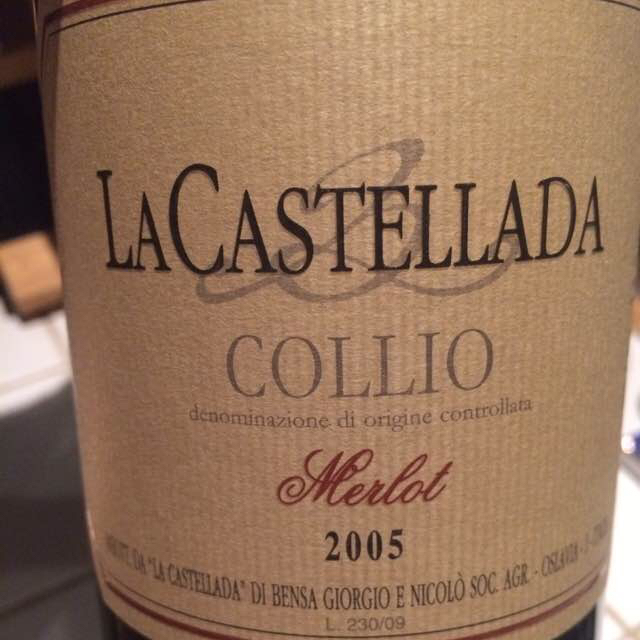 LACASTELLADA
COLLIO
denominazione di origine controllata
Merlot
2005
DA "LA CASTELLADA" DI BENSA GIORGIO E NICOLÒ SOC. AGR. - OSLAVIA -
L. 230/09